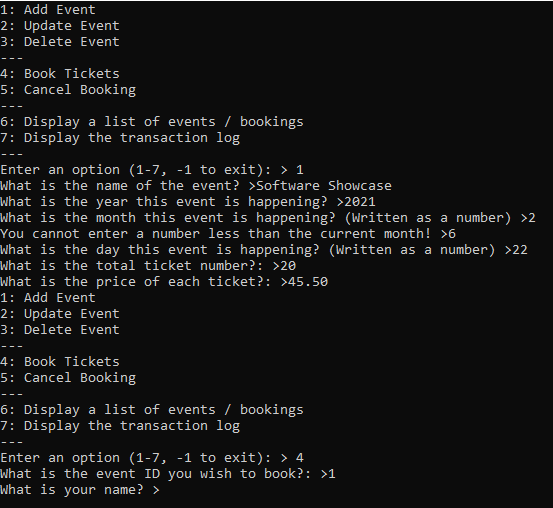 1: Add Event
2: Update Event
3: Delete Event
---
4: Book Tickets
5: Cancel Booking
---
6: Display a list of events / bookings
7: Display the transaction log
---
Enter an option (1-7, -1 to exit): > 1
What is the name of the event? >Software Showcase
What is the year this event is happening? >2021
What is the month this event is happening? (Written as a number) >2
You cannot enter a number less than the current month! >6
What is the day this event is happening? (Written as a number) >22
What is the total ticket number?: >20
What is the price of each ticket?: >45.50
1: Add Event
2: Update Event
3: Delete Event
---
4: Book Tickets
5: Cancel Booking
---
6: Display a list of events / bookings
7: Display the transaction log
---
Enter an option (1-7, -1 to exit): > 4
What is the event ID you wish to book?: >1
What is your name? >